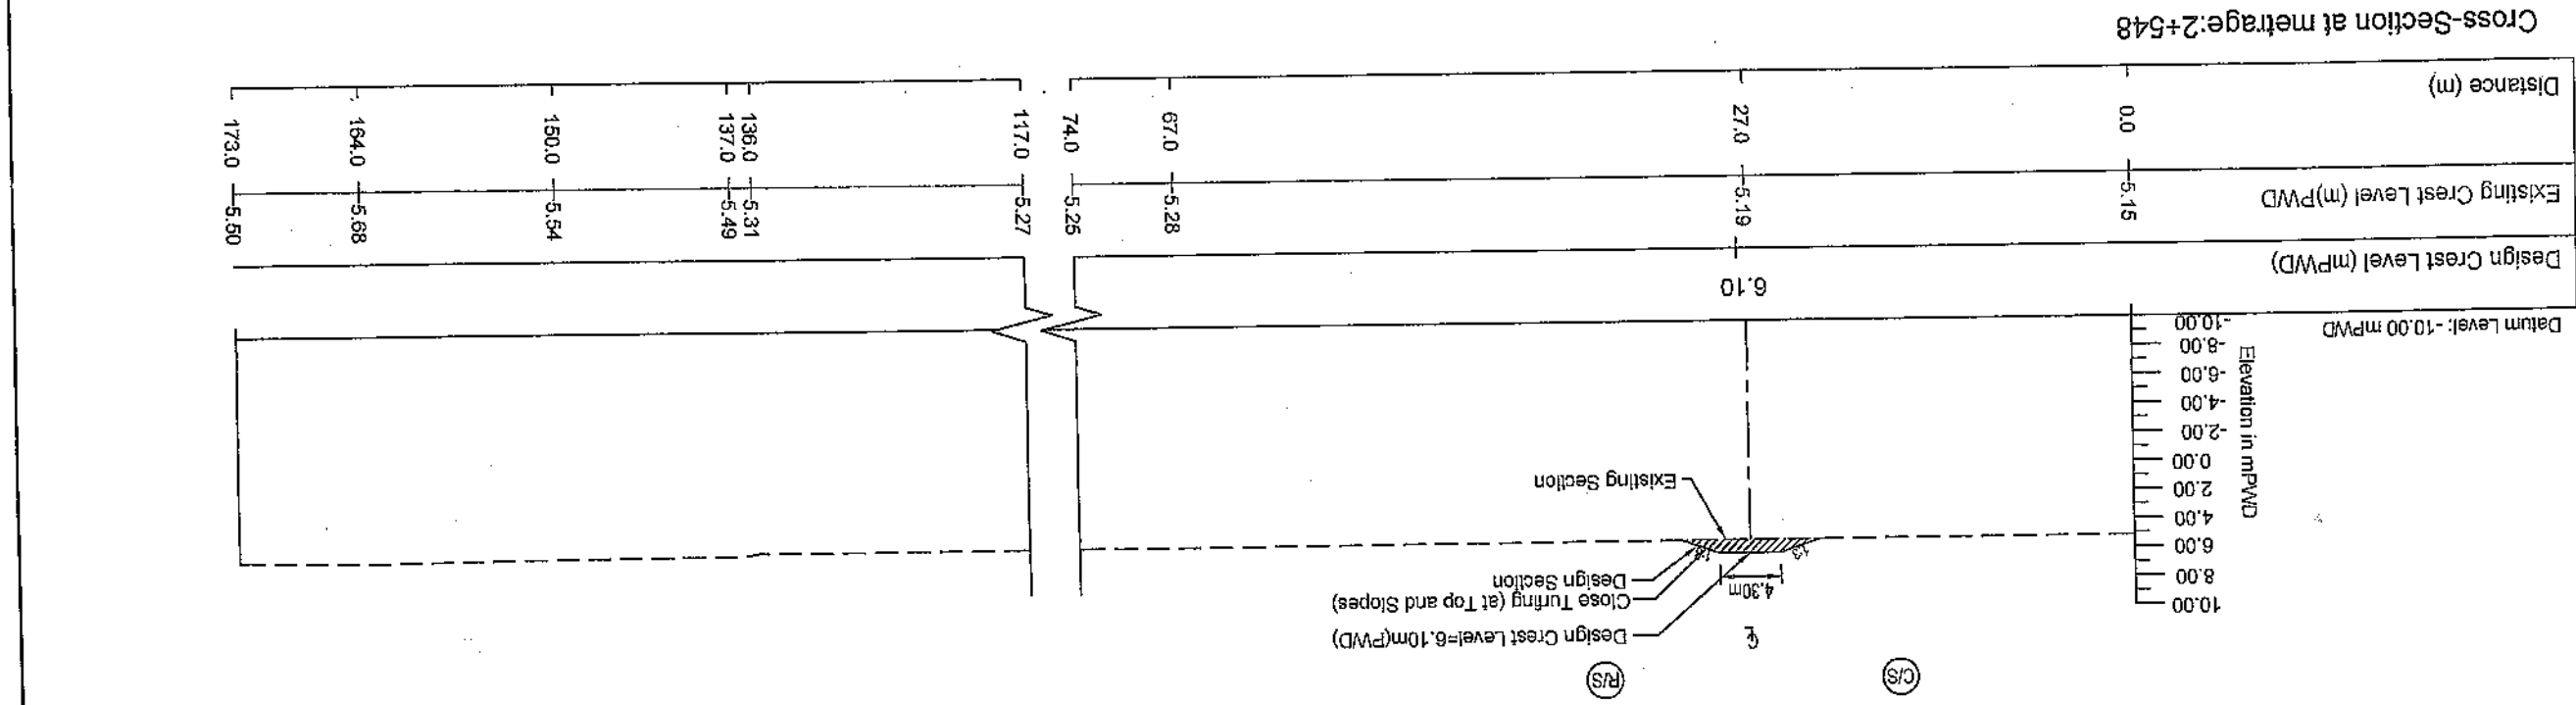 C/S
R/S
℄
Design Crest Level=6.10m(PWD)
4.30m
Close Turfing (at Top and Slopes)
Design Section
Existing Section
Elevation in mPWD
10.00
8.00
6.00
4.00
2.00
0.00
-2.00
-4.00
-6.00
-8.00
-10.00
Datum Level: -10.00 mPWD
Design Crest Level (mPWD) 6.10
Existing Crest Level (m)PWD 5.15 5.19 5.28 5.25 5.27 5.31 5.49 5.54 5.68 5.50
Distance (m) 0.0 27.0 67.0 74.0 117.0 136.0 137.0 150.0 164.0 173.0
Cross-Section at metrage:2+548